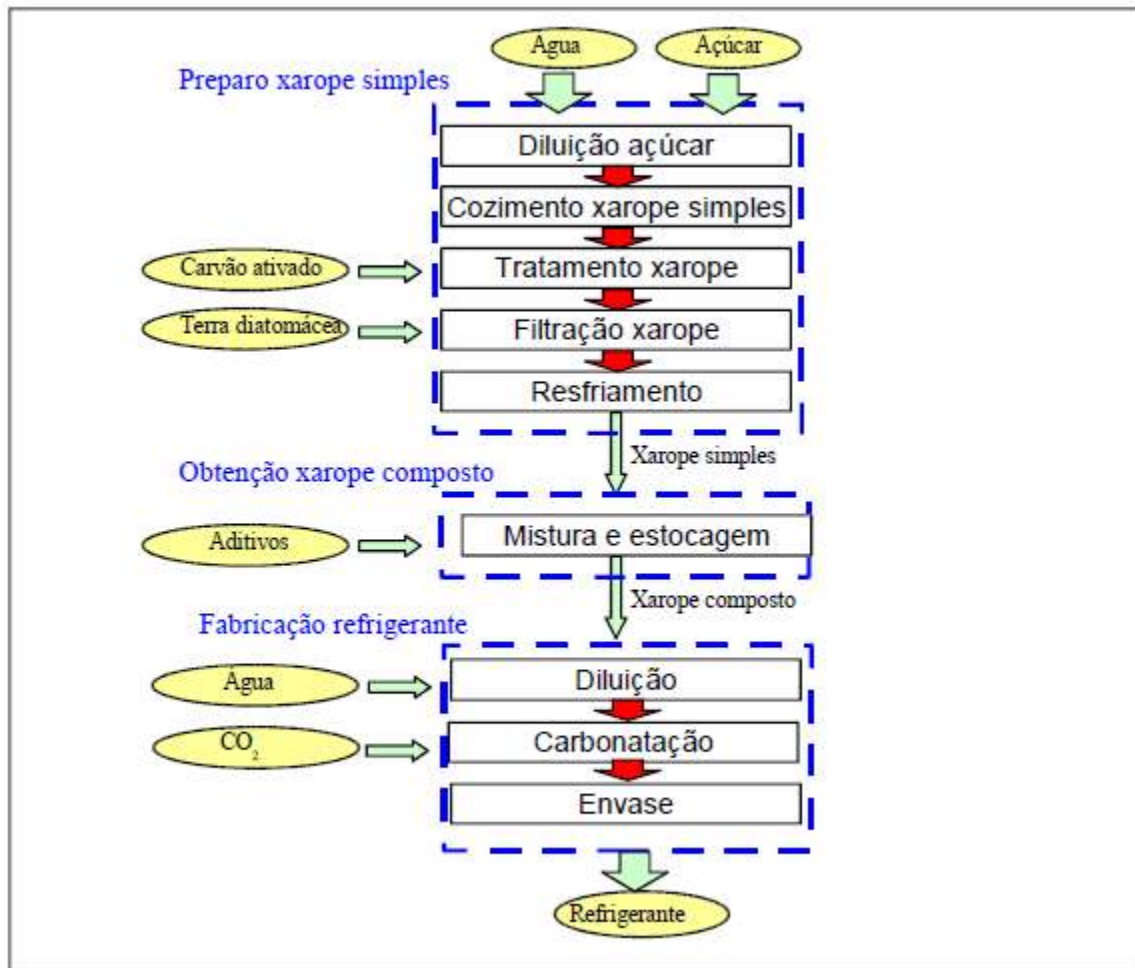 Água
Açúcar
Preparo xarope simples
Diluição açúcar
Cozimento xarope simples
Carvão ativado
Tratamento xarope
Terra diatomácea
Filtração xarope
Resfriamento
Xarope simples
Obtenção xarope composto
Aditivos
Mistura e estocagem
Xarope composto
Fabricação refrigerante
Água
Diluição
CO₂
Carbonatação
Envase
Refrigerante